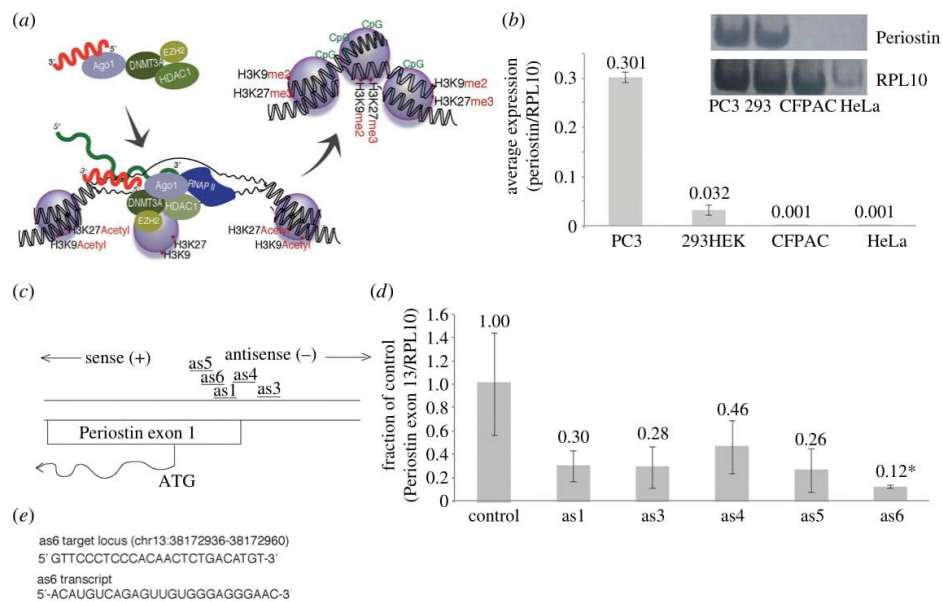 (a)
3'
5'
Ago1
DNMT3A
EZH2
HDAC1
CpG
CpG
CpG
CpG
H3K9me2
H3K27me3
H3K9me2
H3K27me3
H3K9me2
H3K27me3
5'
3'
3'
Ago1
RNAP II
DNMT3A
HDAC1
EZH2
H3K27Acetyl
H3K9Acetyl
H3K27
H3K9
H3K27Acetyl
H3K9Acetyl
(b)
average expression
(periostin/RPL10)
0.3
0.2
0.1
0
0.301
0.032
0.001
0.001
PC3 293HEK CFPAC HeLa
Periostin
RPL10
PC3 293 CFPAC HeLa
(c)
sense (+) antisense (–)
as5
as6 as4
as1 as3
Periostin exon 1
ATG
(d)
fraction of control
(Periostin exon 13/RPL10)
1.6
1.4
1.2
1.0
0.8
0.6
0.4
0.2
0
1.00
0.30
0.28
0.46
0.26
0.12*
control as1 as3 as4 as5 as6
(e)
as6 target locus (chr13:38172936-38172960)
5' GTTCCCTCCCACAACTCTGACATGT-3'
as6 transcript
5'-ACAUGUCAGAGUUGUGGGAGGGAAC-3